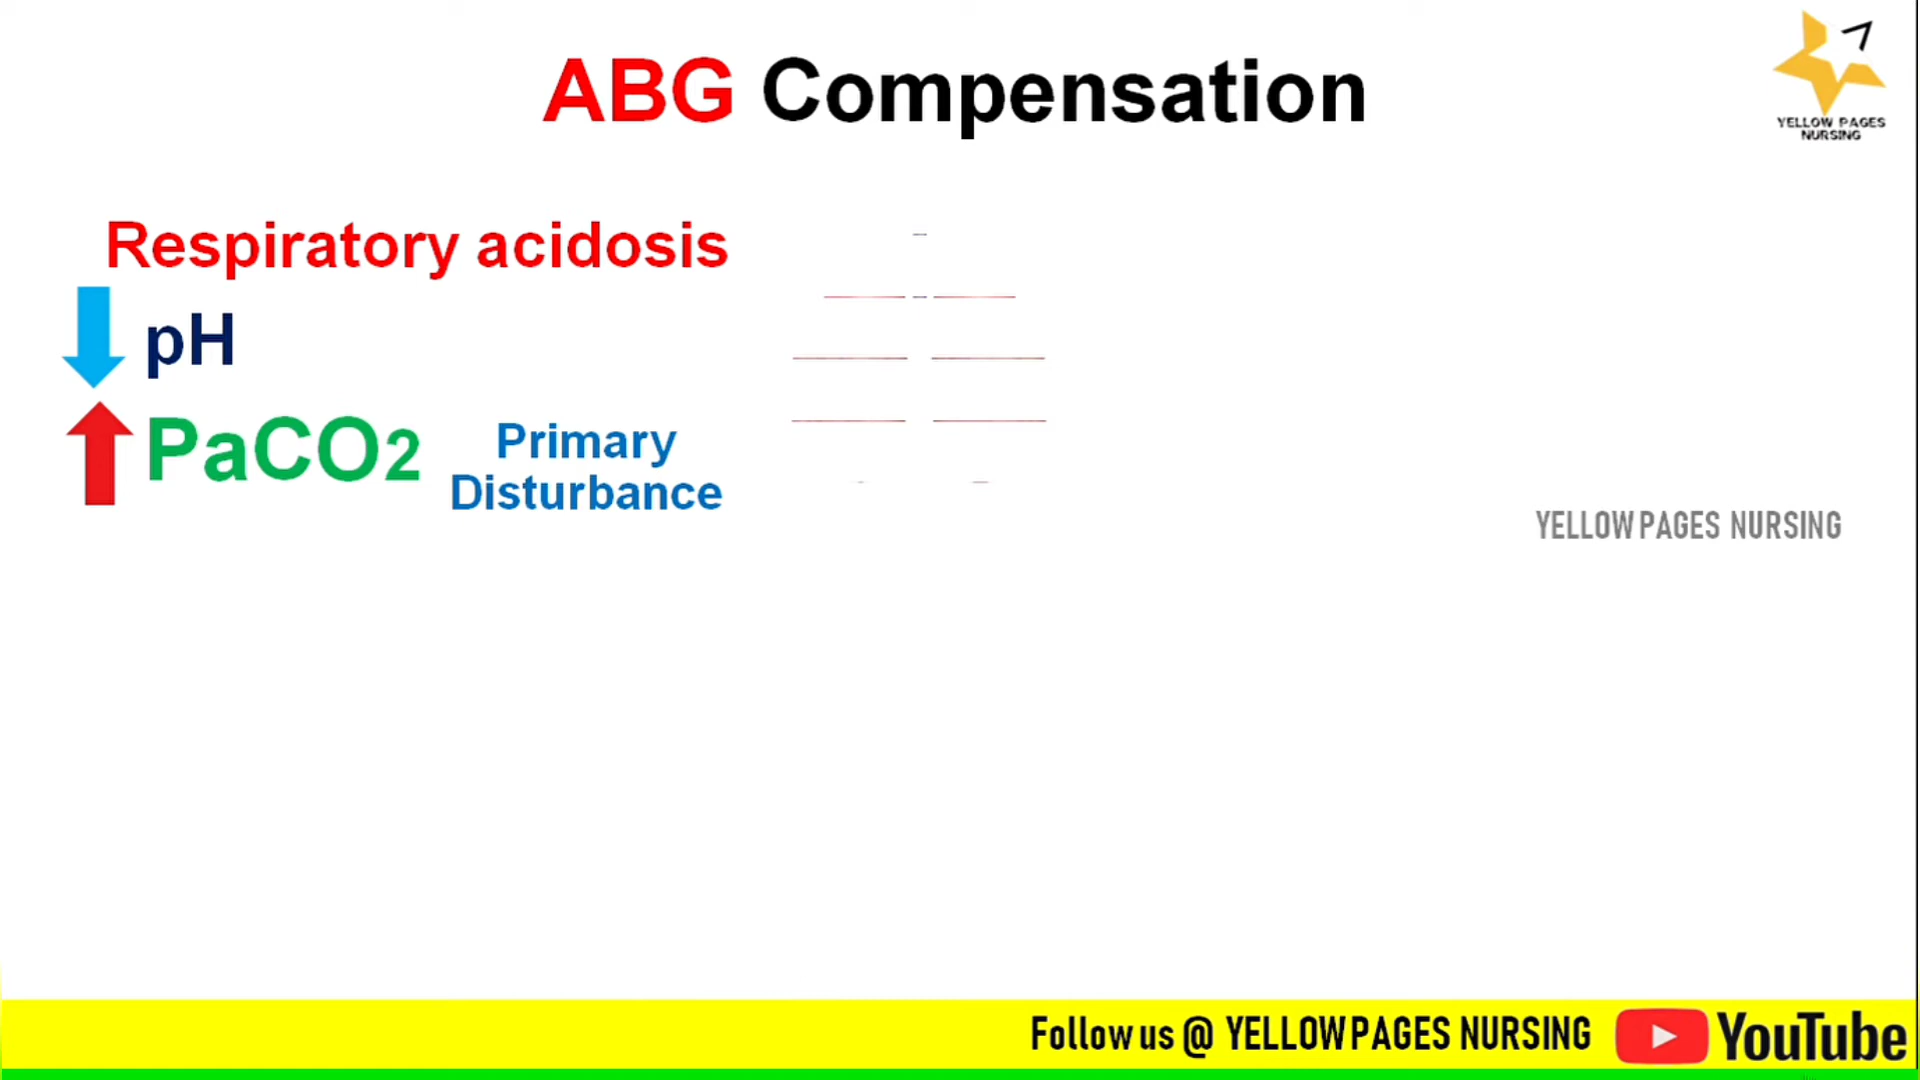 ABG Compensation
YELLOW PAGES
NURSING
Respiratory acidosis
pH
PaCO2
Primary
Disturbance
YELLOW PAGES NURSING
Follow us @ YELLOW PAGES NURSING
YouTube